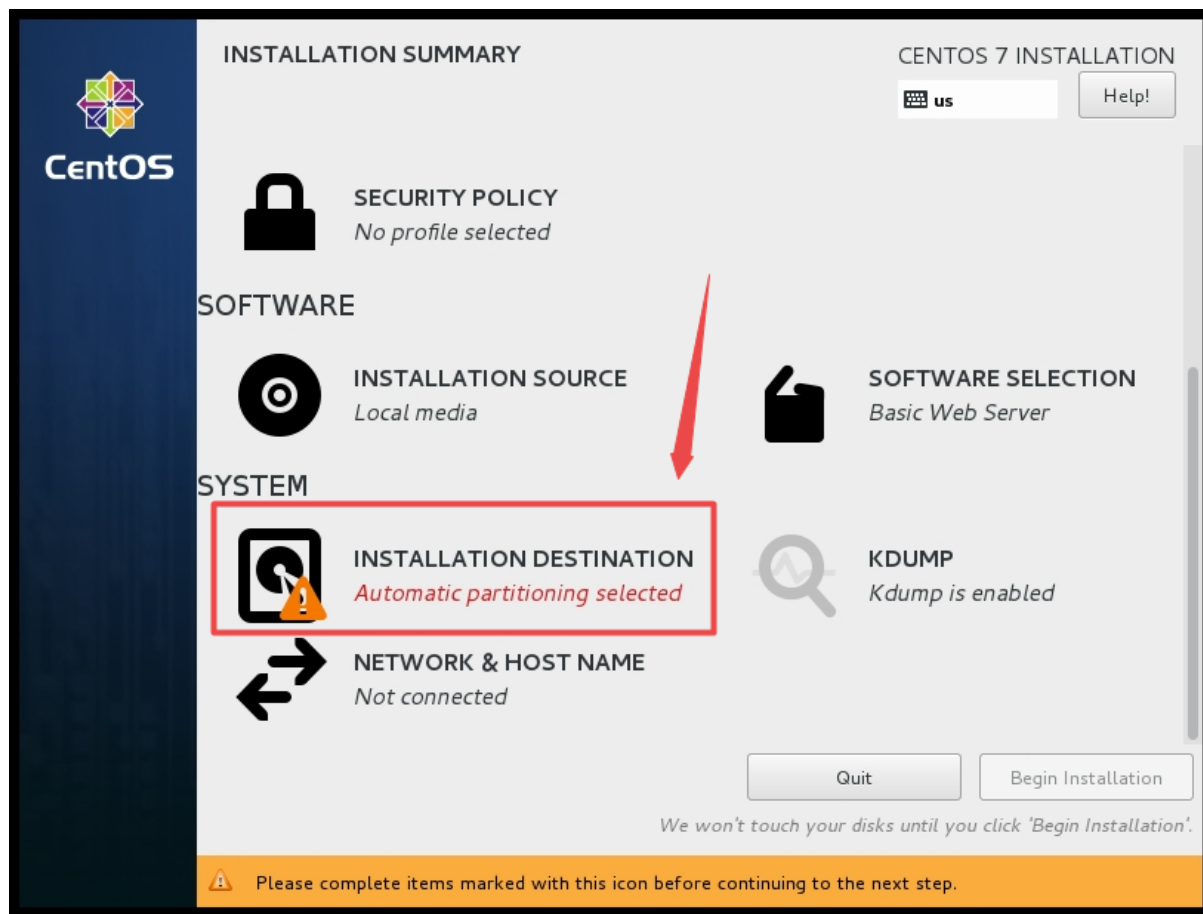 INSTALLATION SUMMARY
CENTOS 7 INSTALLATION
us
Help!
CentOS
SECURITY POLICY
No profile selected
SOFTWARE
INSTALLATION SOURCE
Local media
SOFTWARE SELECTION
Basic Web Server
SYSTEM
INSTALLATION DESTINATION
Automatic partitioning selected
KDUMP
Kdump is enabled
NETWORK & HOST NAME
Not connected
Quit
Begin Installation
We won't touch your disks until you click 'Begin Installation'.
Please complete items marked with this icon before continuing to the next step.